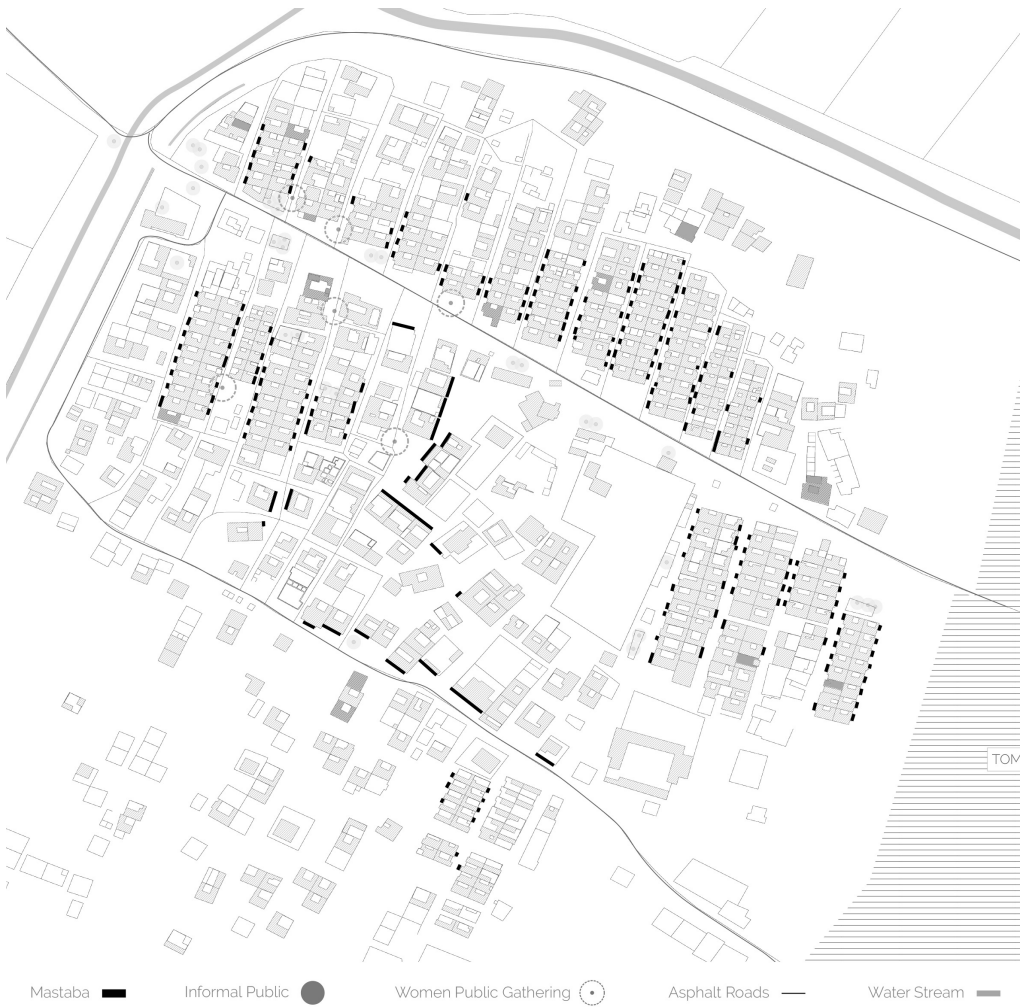 TOM
Mastaba
Informal Public
Women Public Gathering
Asphalt Roads
Water Stream